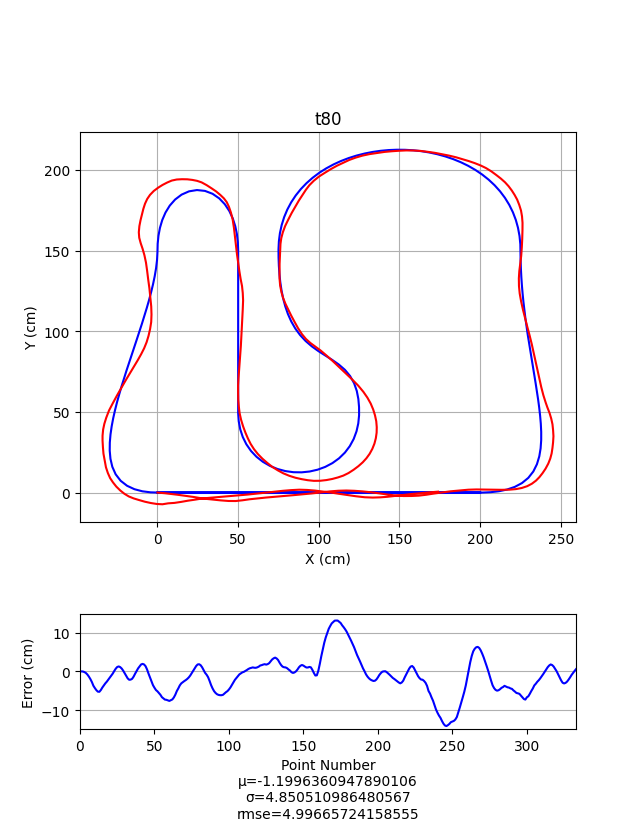 t80
200
150
100
50
0
Y (cm)
0 50 100 150 200 250
X (cm)
10
0
−10
Error (cm)
0 50 100 150 200 250 300
Point Number
μ=-1.1996360947890106
σ=4.850510986480567
rmse=4.99665724158555